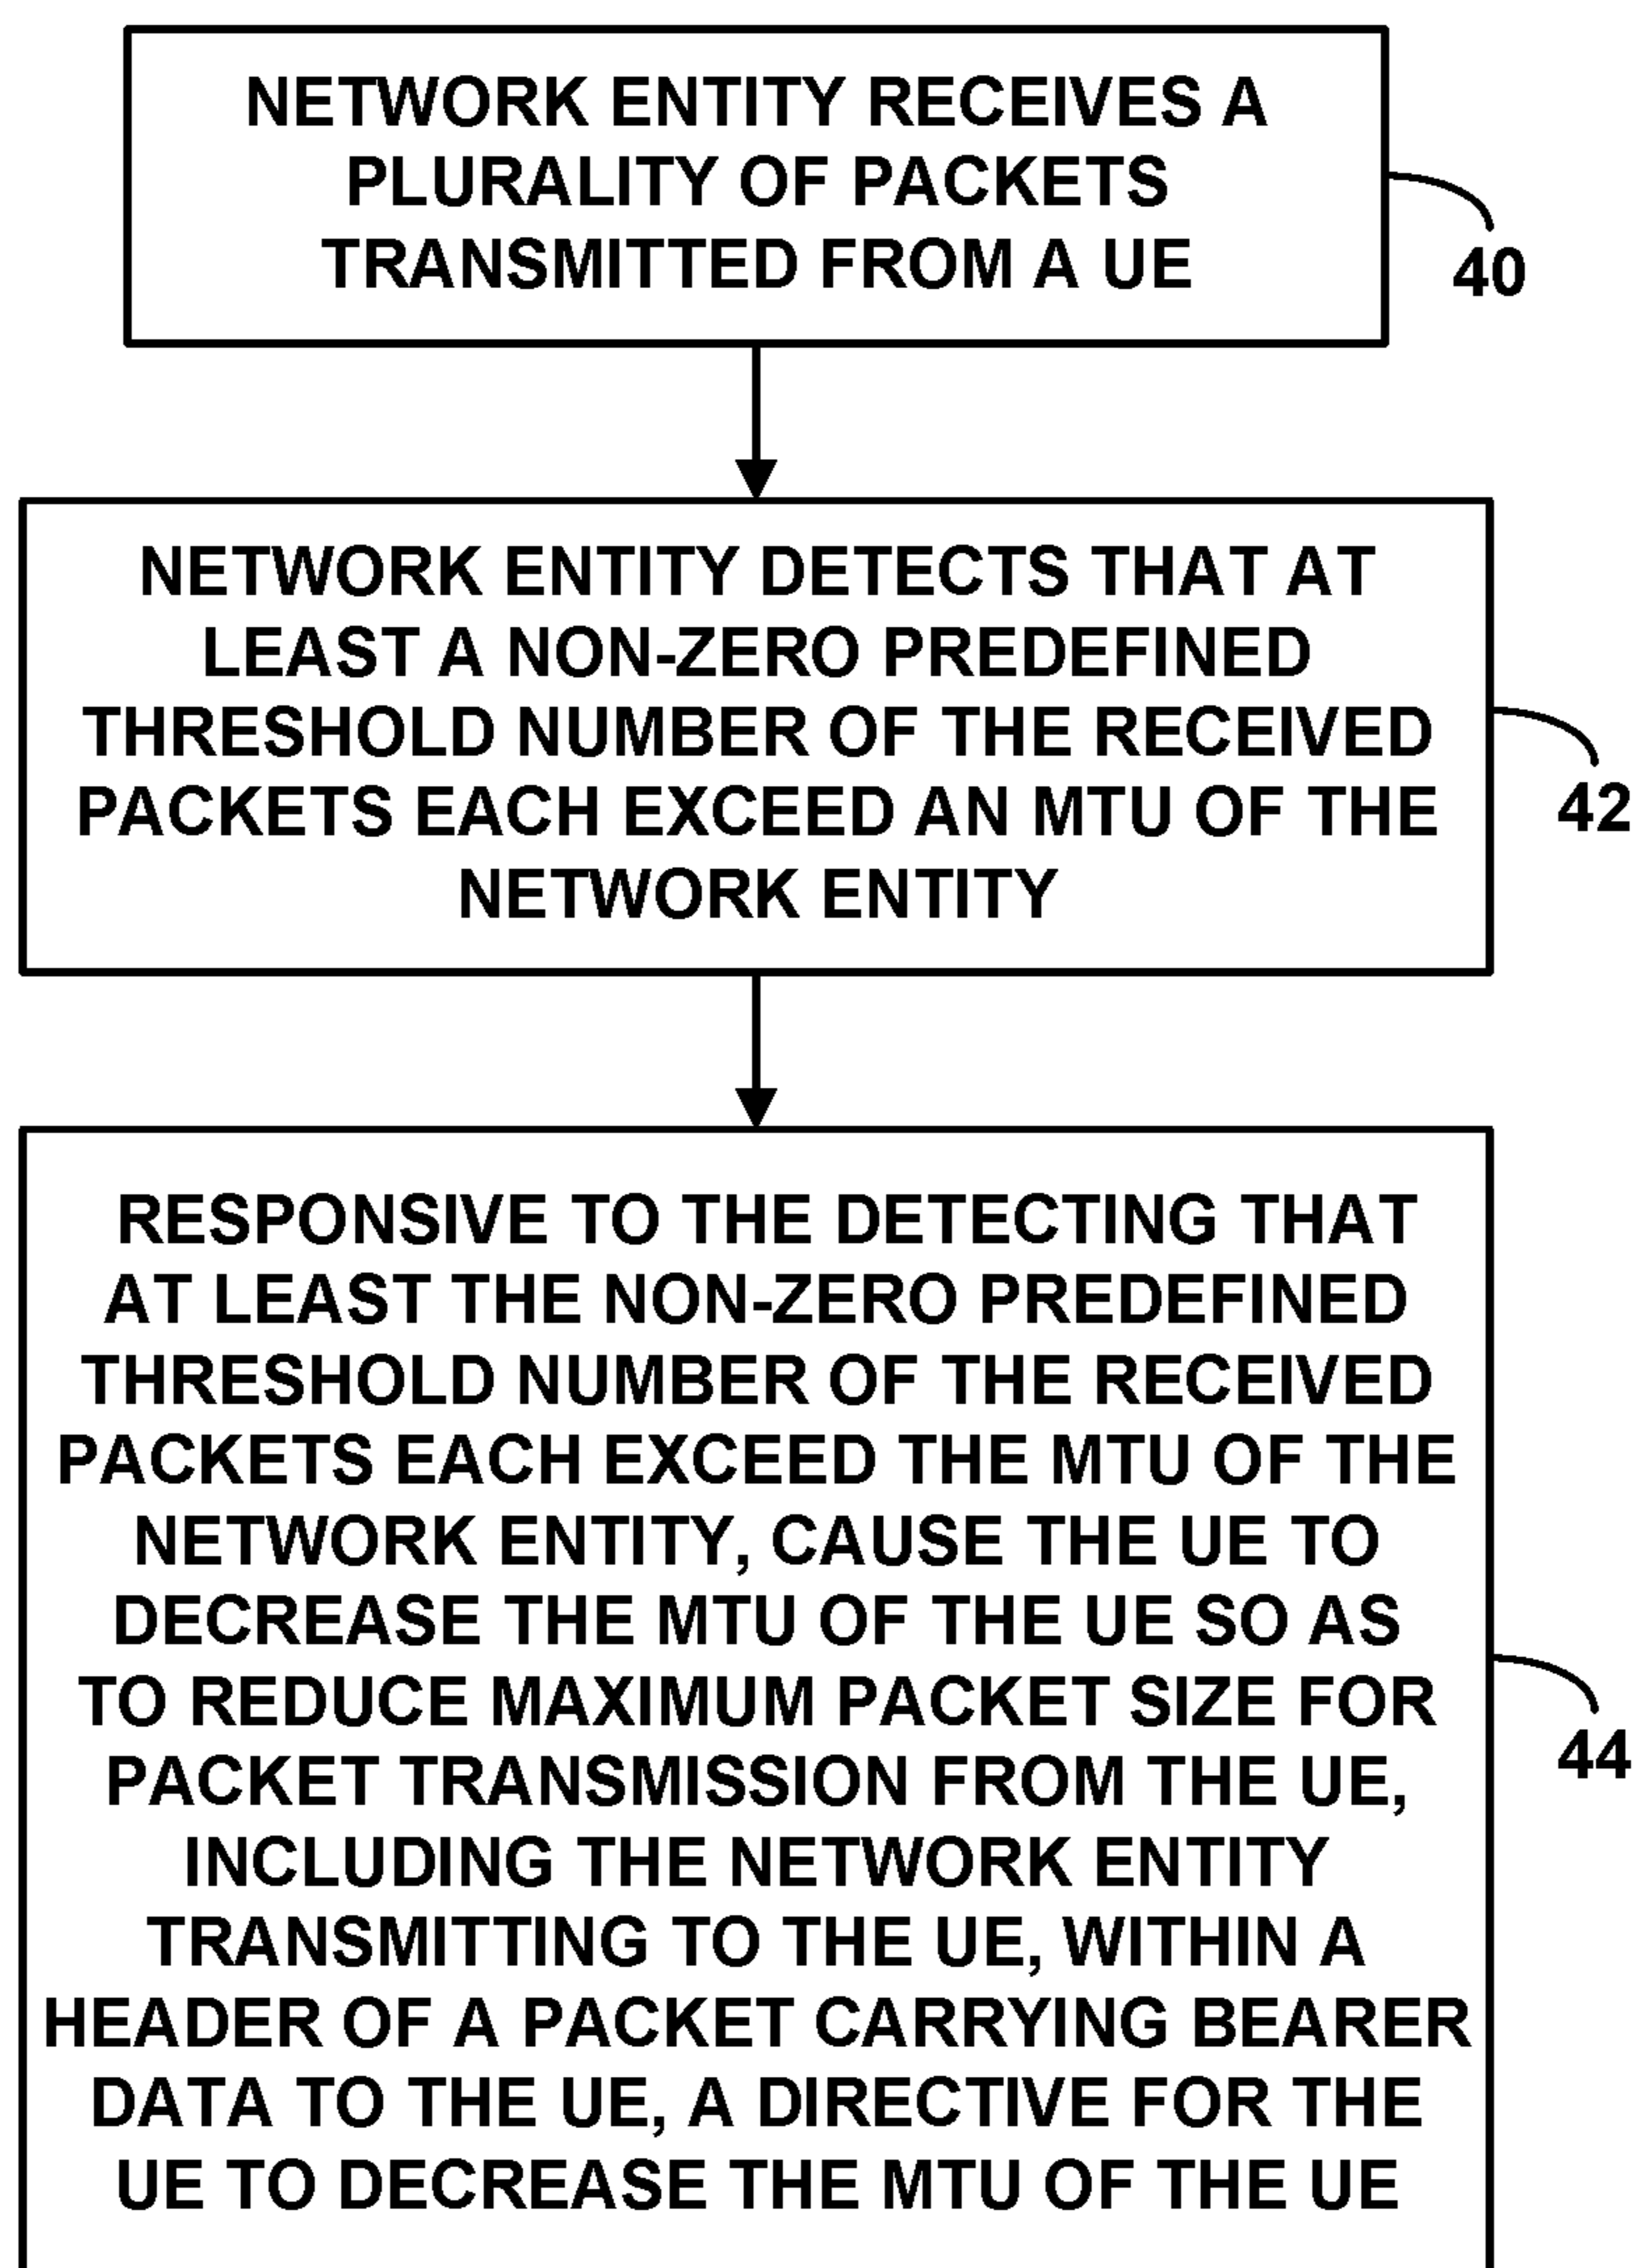 NETWORK ENTITY RECEIVES A
PLURALITY OF PACKETS
TRANSMITTED FROM A UE
40
NETWORK ENTITY DETECTS THAT AT
LEAST A NON-ZERO PREDEFINED
THRESHOLD NUMBER OF THE RECEIVED
PACKETS EACH EXCEED AN MTU OF THE
NETWORK ENTITY
42
RESPONSIVE TO THE DETECTING THAT
AT LEAST THE NON-ZERO PREDEFINED
THRESHOLD NUMBER OF THE RECEIVED
PACKETS EACH EXCEED THE MTU OF THE
NETWORK ENTITY, CAUSE THE UE TO
DECREASE THE MTU OF THE UE SO AS
TO REDUCE MAXIMUM PACKET SIZE FOR
PACKET TRANSMISSION FROM THE UE,
INCLUDING THE NETWORK ENTITY
TRANSMITTING TO THE UE, WITHIN A
HEADER OF A PACKET CARRYING BEARER
DATA TO THE UE, A DIRECTIVE FOR THE
UE TO DECREASE THE MTU OF THE UE
44